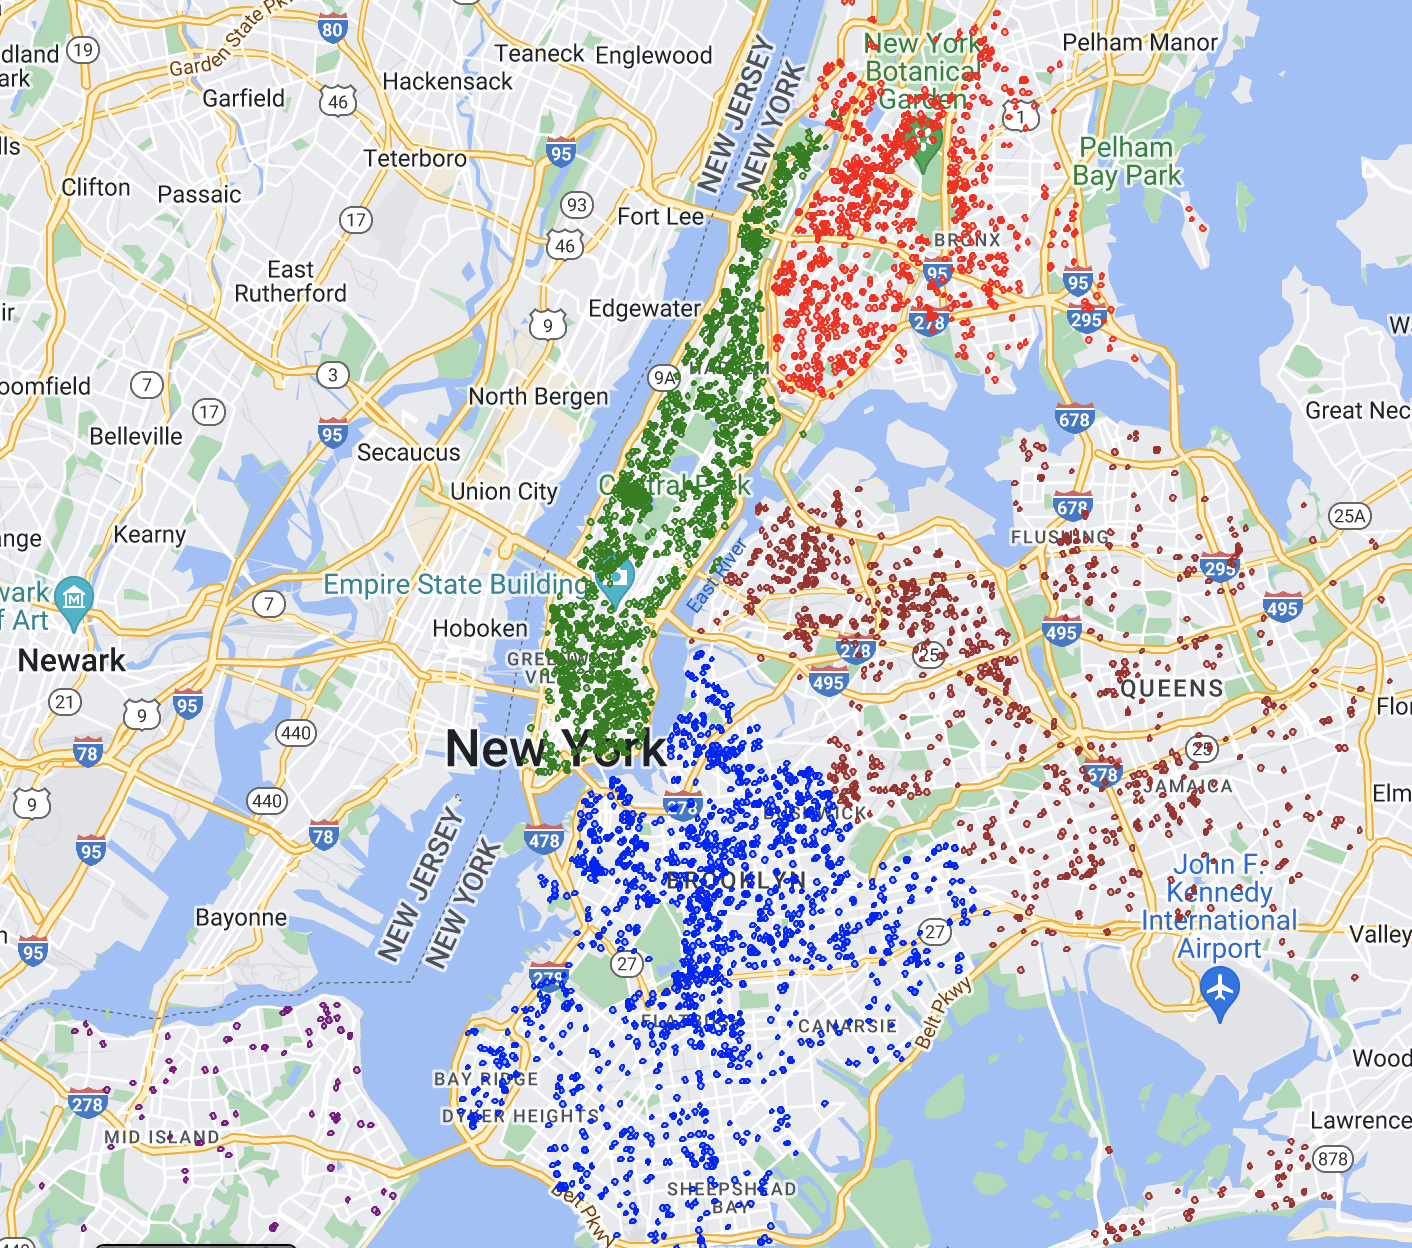 New York
Botanical
Garden
Pelham Manor
80
19
dland
ark
Garden State Pkwy
Teaneck
Englewood
Hackensack
Garfield
46
NEW JERSEY
NEW YORK
1
lls
95
Teterboro
Pelham
Bay Park
Clifton
Passaic
93
17
Fort Lee
46
BRONX
East
Rutherford
95
95
ir
Edgewater
9
278
295
W
oomfield
7
3
9A
HARLEM
17
North Bergen
Great Nec
Belleville
95
Secaucus
678
Union City
Central Park
678
25A
ange
Kearny
FLUSHING
East River
295
wark
f Art
Empire State Building
7
495
Hoboken
495
Newark
GREENWICH
VIL
278
25
495
QUEENS
21
9
95
440
Flor
New York
78
25
678
JAMAICA
9
440
278
BUSHWICK
Elm
78
95
478
NEW JERSEY
NEW YORK
BROOKLYN
John F.
Kennedy
International
Airport
Bayonne
27
95
27
278
Valley
FLATBUSH
CANARSIE
Belt Pkwy
Wood
BAY RIDGE
278
DYKER HEIGHTS
MID ISLAND
Lawrence
878
SHEEPSHEAD
BAY
Belt Pkwy
440